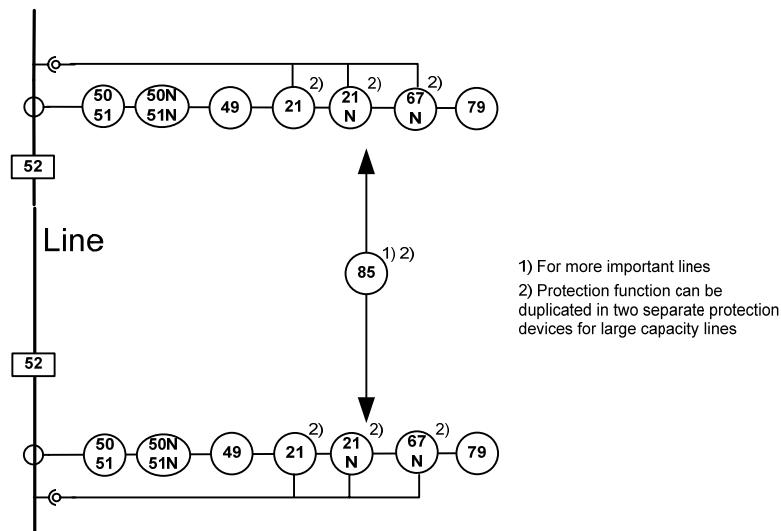 2) 2) 2)
50 50N 49 21 21 67 79
51 51N N N
52
Line
1) 2)
85
1) For more important lines
2) Protection function can be
duplicated in two separate protection
devices for large capacity lines
52
2) 2) 2)
50 50N 49 21 21 67 79
51 51N N N